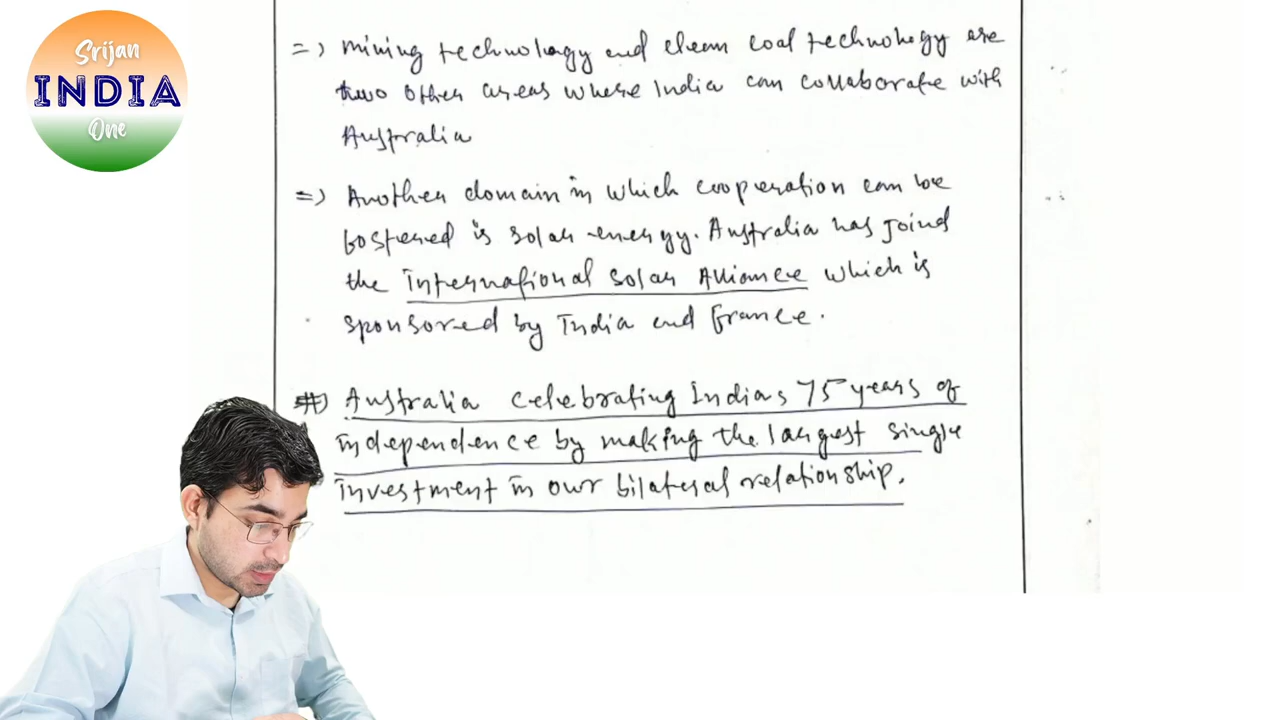 Srijan
INDIA
One
=) Mining technology and clean coal technology are
two other areas where India can collaborate with
Australia
=) Another domain in which cooperation can be
fostered is solar energy. Australia has joined
the International Solar Alliance which is
sponsored by India and France.
#) Australia celebrating Indias 75 years of
independence by making the largest single
investment in our bilateral relationship.